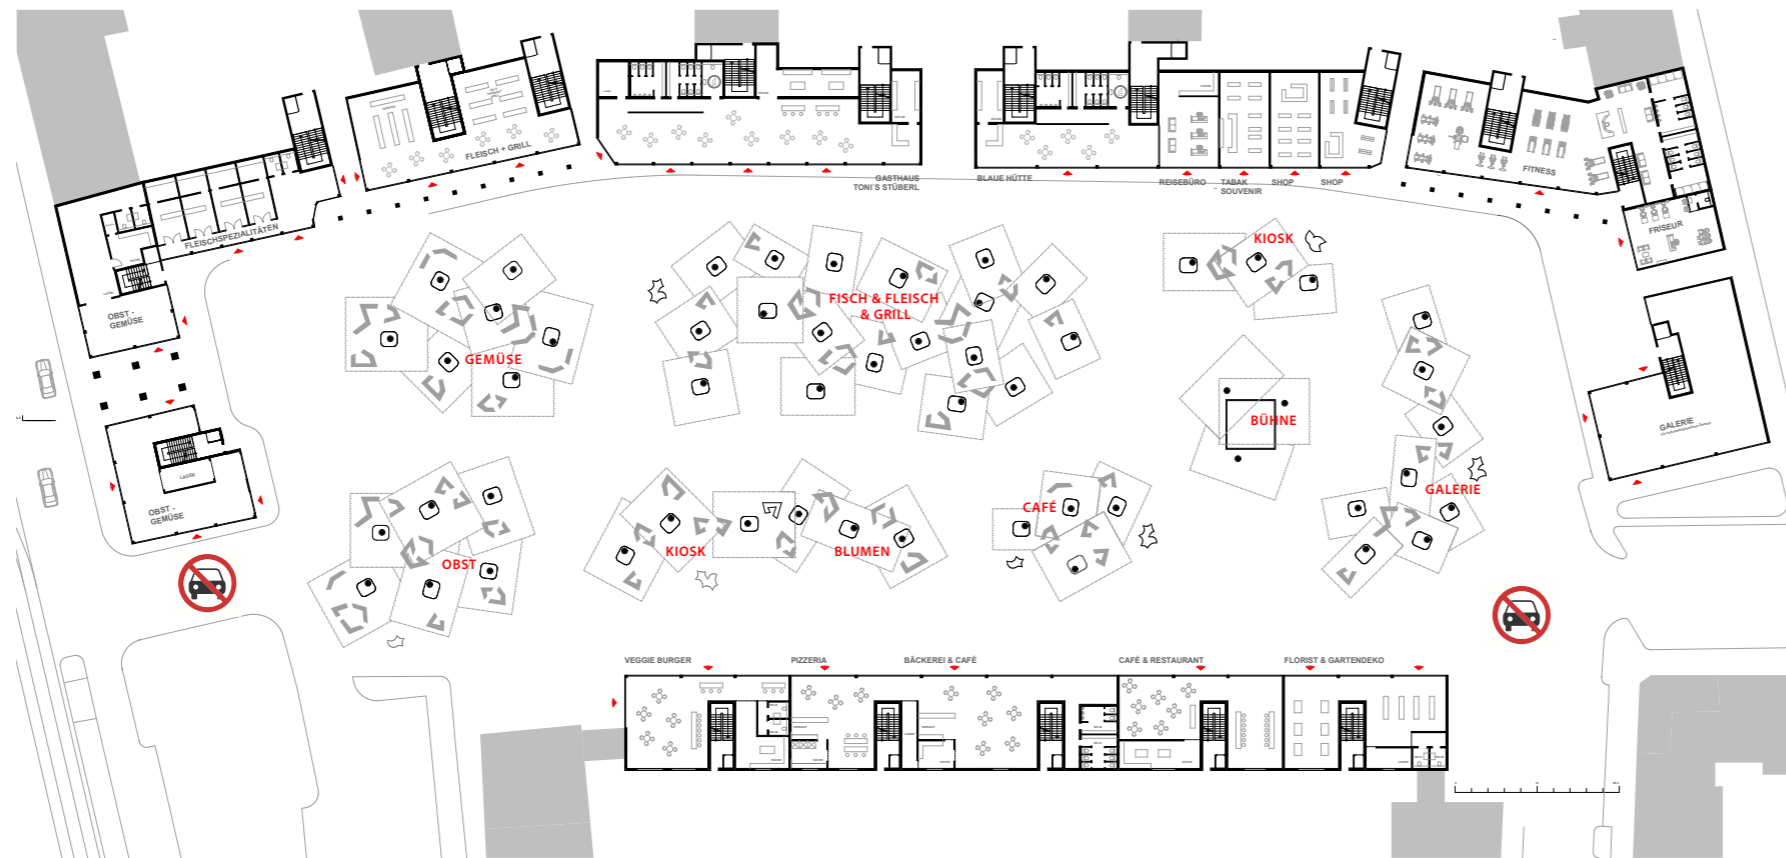 FLEISCH + GRILL
GASTHAUS
TONI´S STÜBERL
BLAUE HÜTTE
REISEBÜRO
TABAK
SOUVENIR
SHOP
SHOP
FITNESS
FRISEUR
FLEISCHSPEZIALITÄTEN
OBST -
GEMÜSE
KIOSK
FISCH & FLEISCH
& GRILL
GEMÜSE
BÜHNE
GALERIE
GALERIE
LADEN
OBST -
GEMÜSE
CAFÉ
OBST
KIOSK
BLUMEN
VEGGIE BURGER
PIZZERIA
BÄCKEREI & CAFÉ
CAFÉ & RESTAURANT
FLORIST & GARTENDEKO